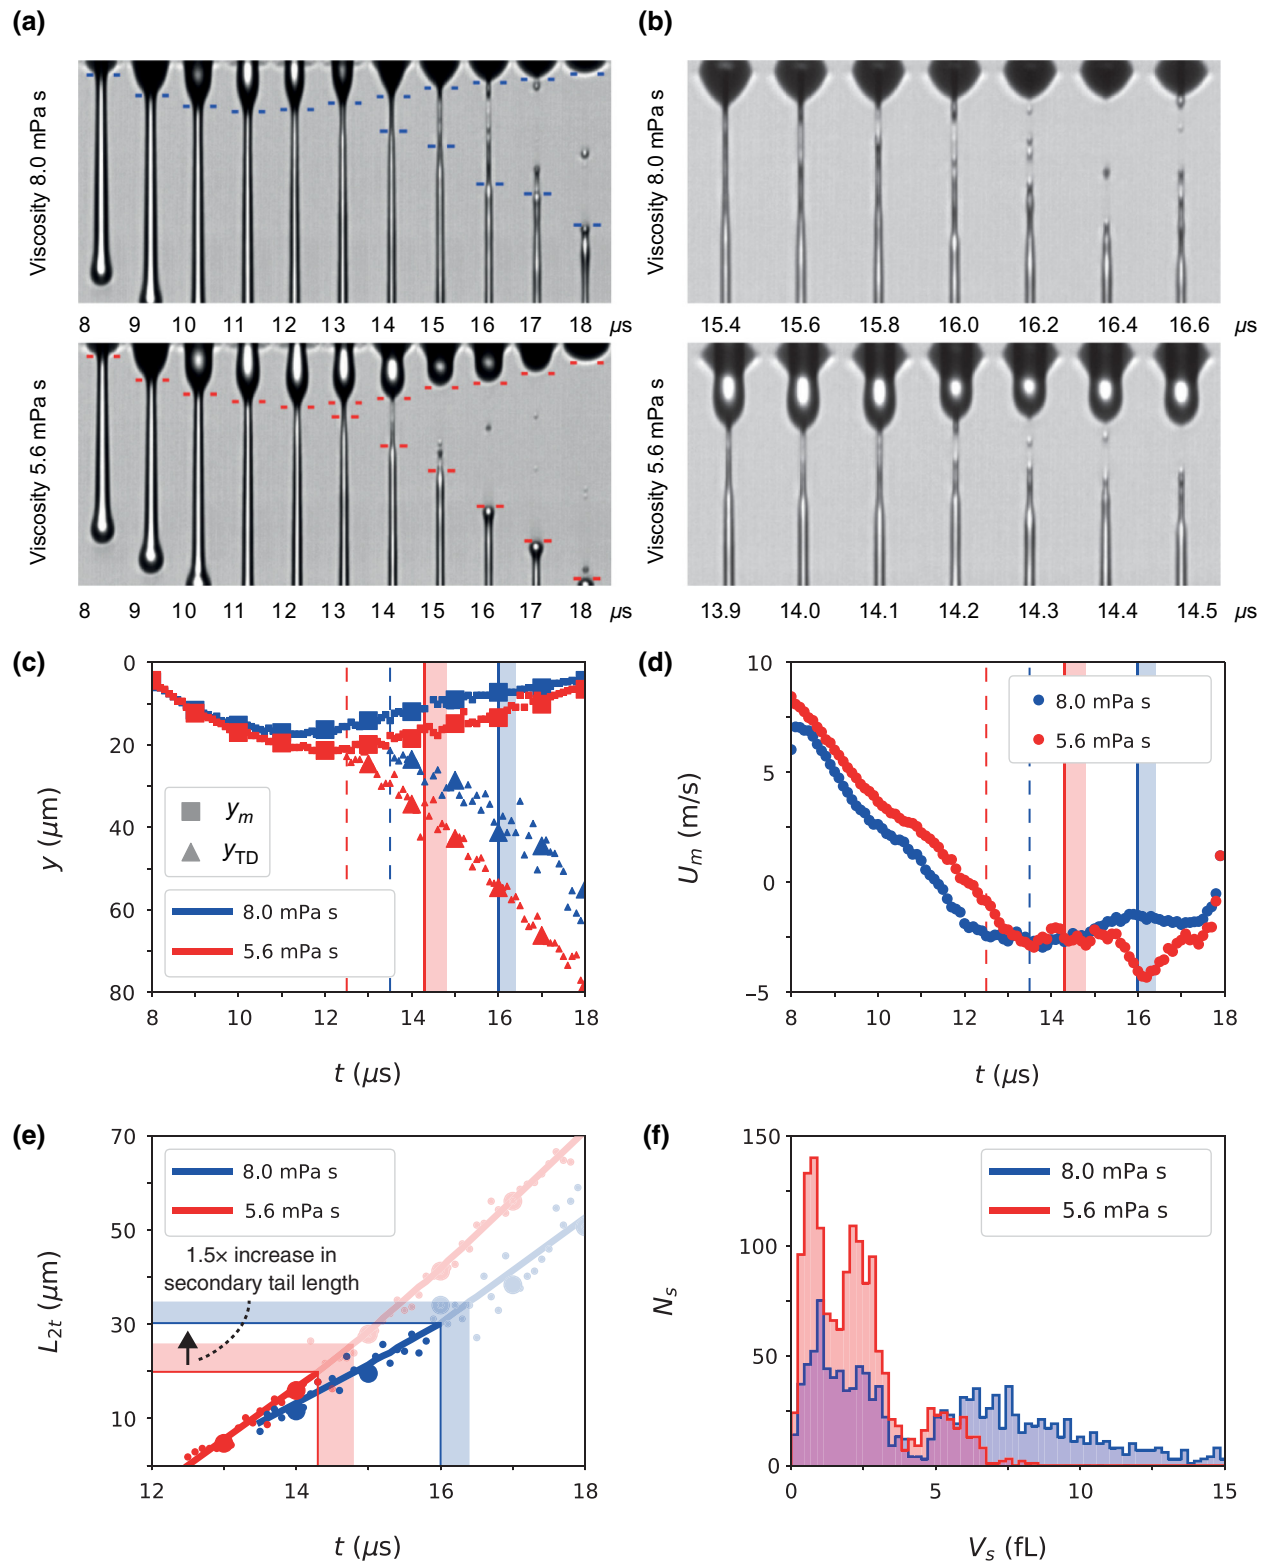 (a)
(b)
Viscosity 8.0 mPa s
8 9 10 11 12 13 14 15 16 17 18 μs
Viscosity 8.0 mPa s
15.4 15.6 15.8 16.0 16.2 16.4 16.6 μs
Viscosity 5.6 mPa s
8 9 10 11 12 13 14 15 16 17 18 μs
Viscosity 5.6 mPa s
13.9 14.0 14.1 14.2 14.3 14.4 14.5 μs
(c)
0
20
40
60
80
y (μm)
y_m
y_TD
8.0 mPa s
5.6 mPa s
8 10 12 14 16 18
t (μs)
(d)
10
5
0
−5
U_m (m/s)
8.0 mPa s
5.6 mPa s
8 10 12 14 16 18
t (μs)
(e)
70
50
30
10
L_2t (μm)
8.0 mPa s
5.6 mPa s
1.5× increase in
secondary tail length
12 14 16 18
t (μs)
(f)
150
100
50
0
N_s
8.0 mPa s
5.6 mPa s
0 5 10 15
V_s (fL)